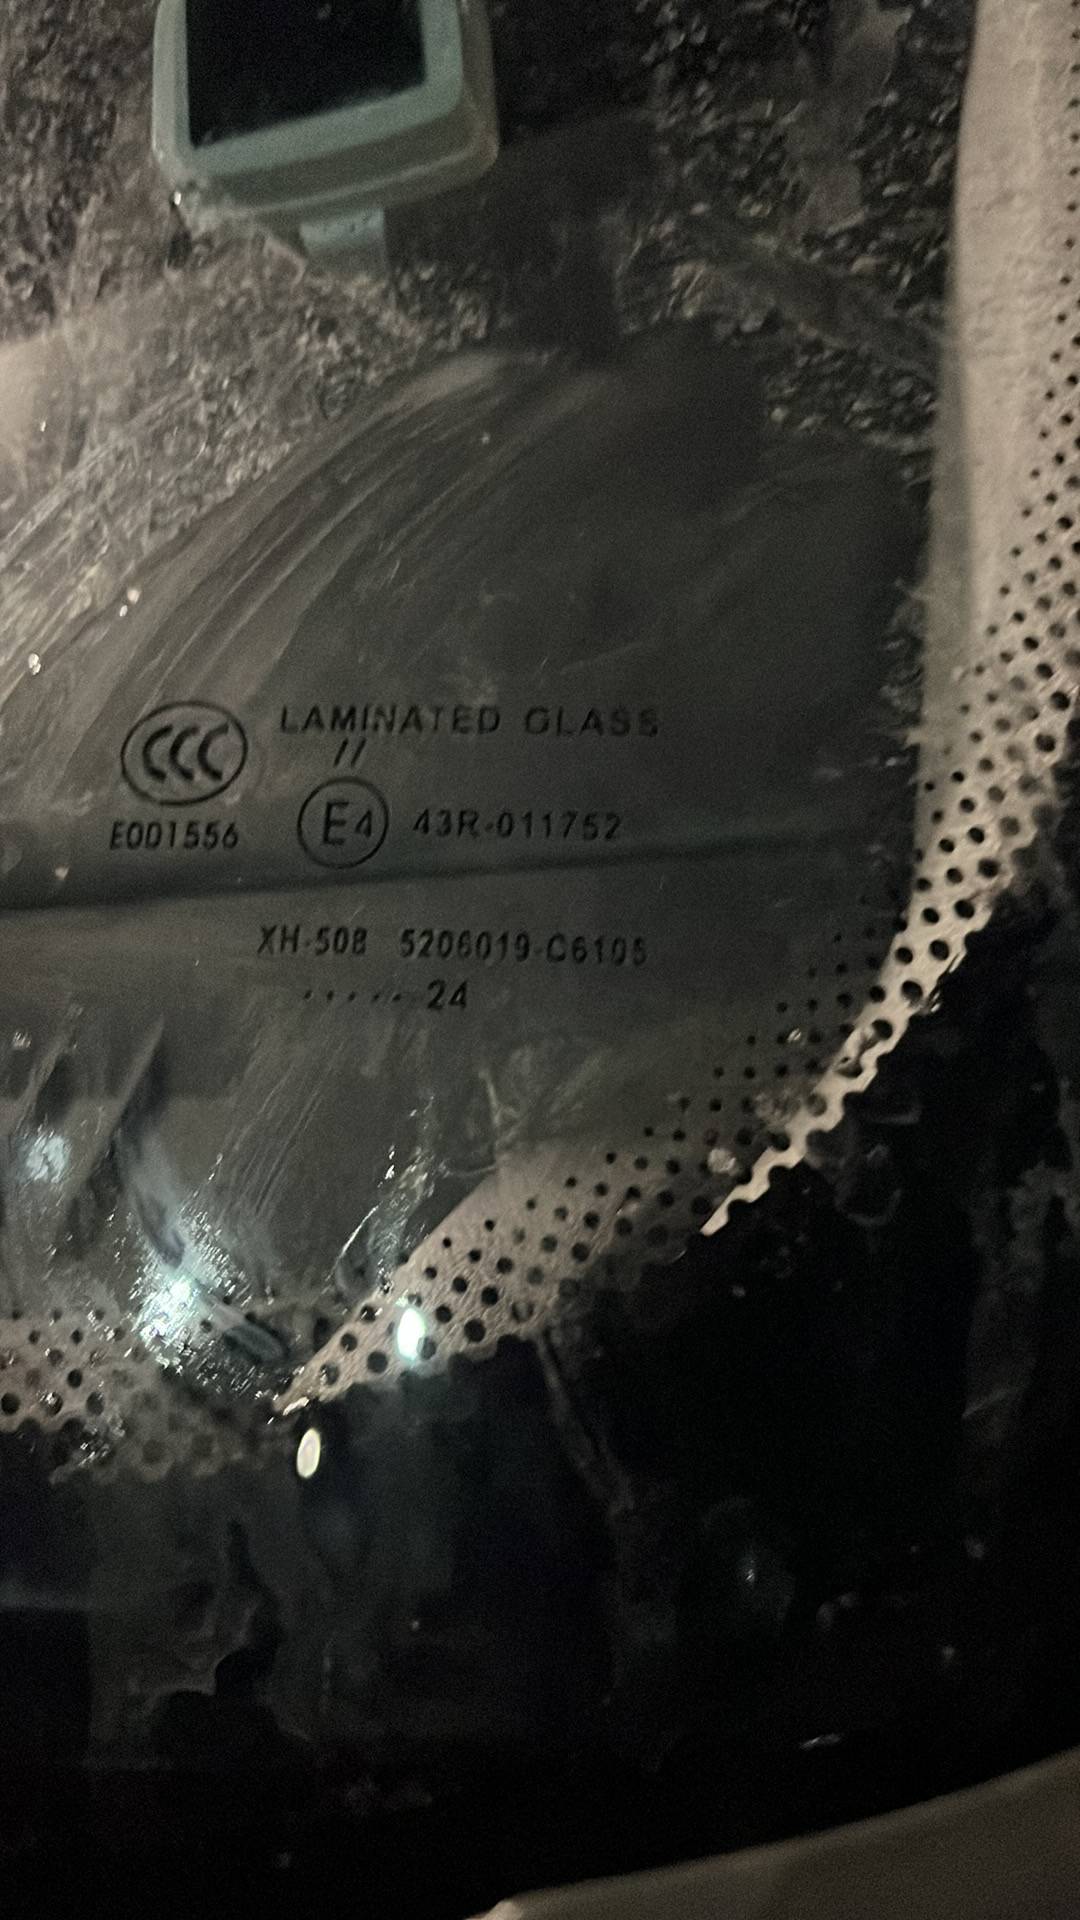 CCC LAMINATED GLASS
//
E001556 E4 43R-011752
XH-508 5206019-C6105
······24